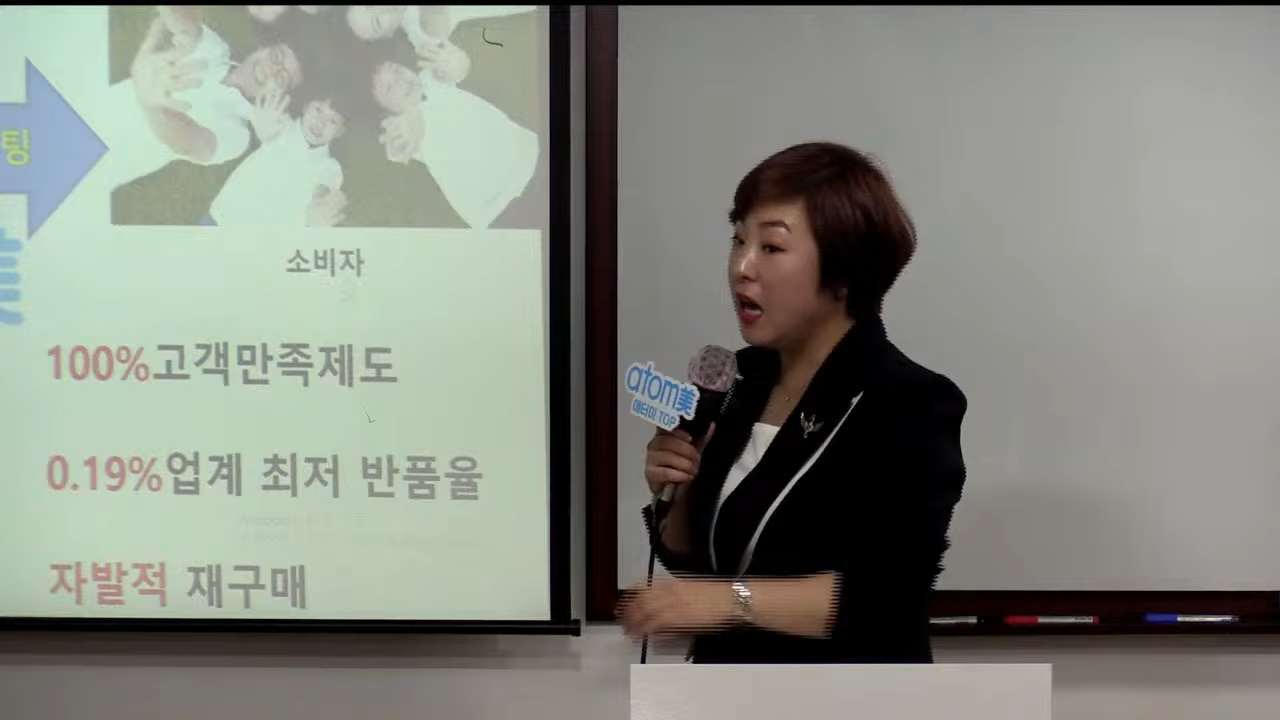 팅
소비자
100%고객만족제도
0.19%업계 최저 반품율
자발적 재구매
atom美
애터미 TOP